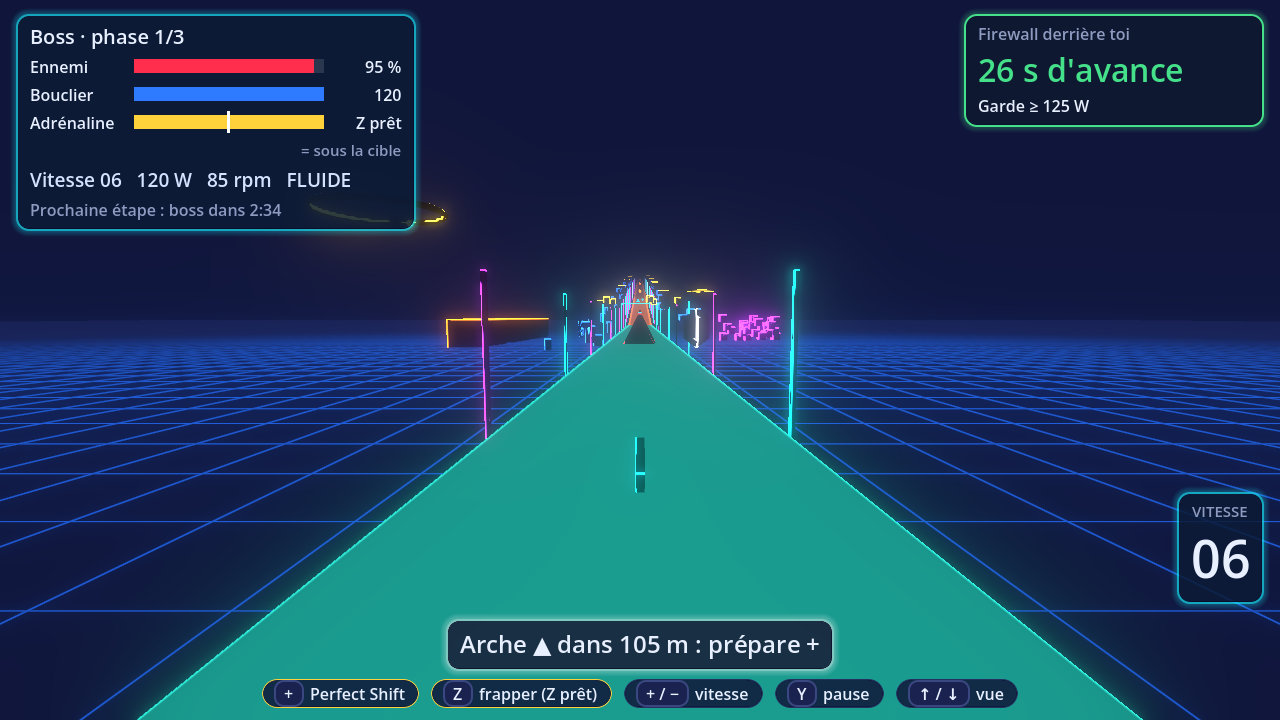 Boss · phase 1/3
Ennemi 95 %
Bouclier 120
Adrénaline Z prêt
= sous la cible
Vitesse 06 120 W 85 rpm FLUIDE
Prochaine étape : boss dans 2:34
Firewall derrière toi
26 s d'avance
Garde ≥ 125 W
VITESSE
06
Arche ▲ dans 105 m : prépare +
+ Perfect Shift
Z frapper (Z prêt)
+ / − vitesse
Y pause
↑ / ↓ vue